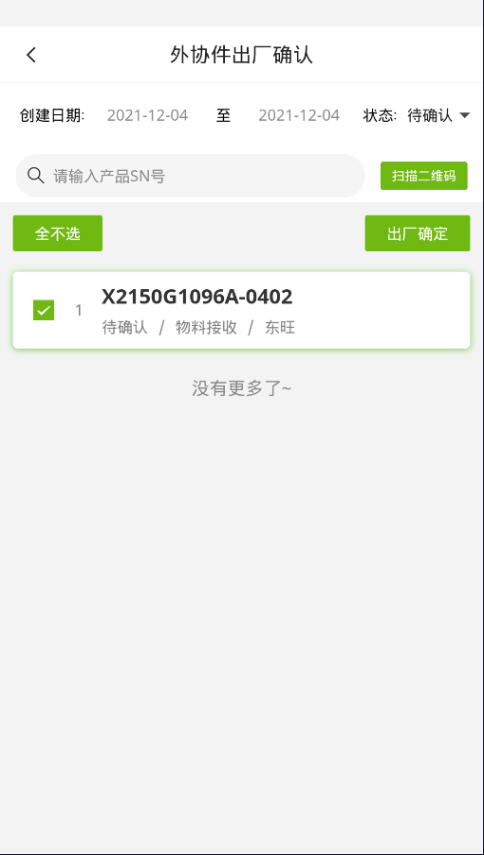 外协件出厂确认
创建日期: 2021-12-04 至 2021-12-04 状态: 待确认
请输入产品SN号 扫描二维码
全不选 出厂确定
X2150G1096A-0402
1
待确认 / 物料接收 / 东旺
没有更多了~